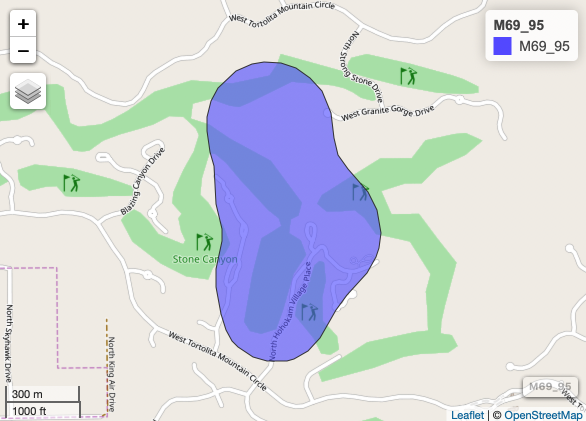 +
−
West Tortolita Mountain Circle
M69_95
M69_95
North Strong Stone Drive
West Granite Gorge Drive
Blazing Canyon Drive
Stone Canyon
North Hohokam Village Place
North Skyhawk Drive
North King Air Drive
West Tortolita Mountain Circle
M69_95
West To
300 m
1000 ft
Leaflet | © OpenStreetMap